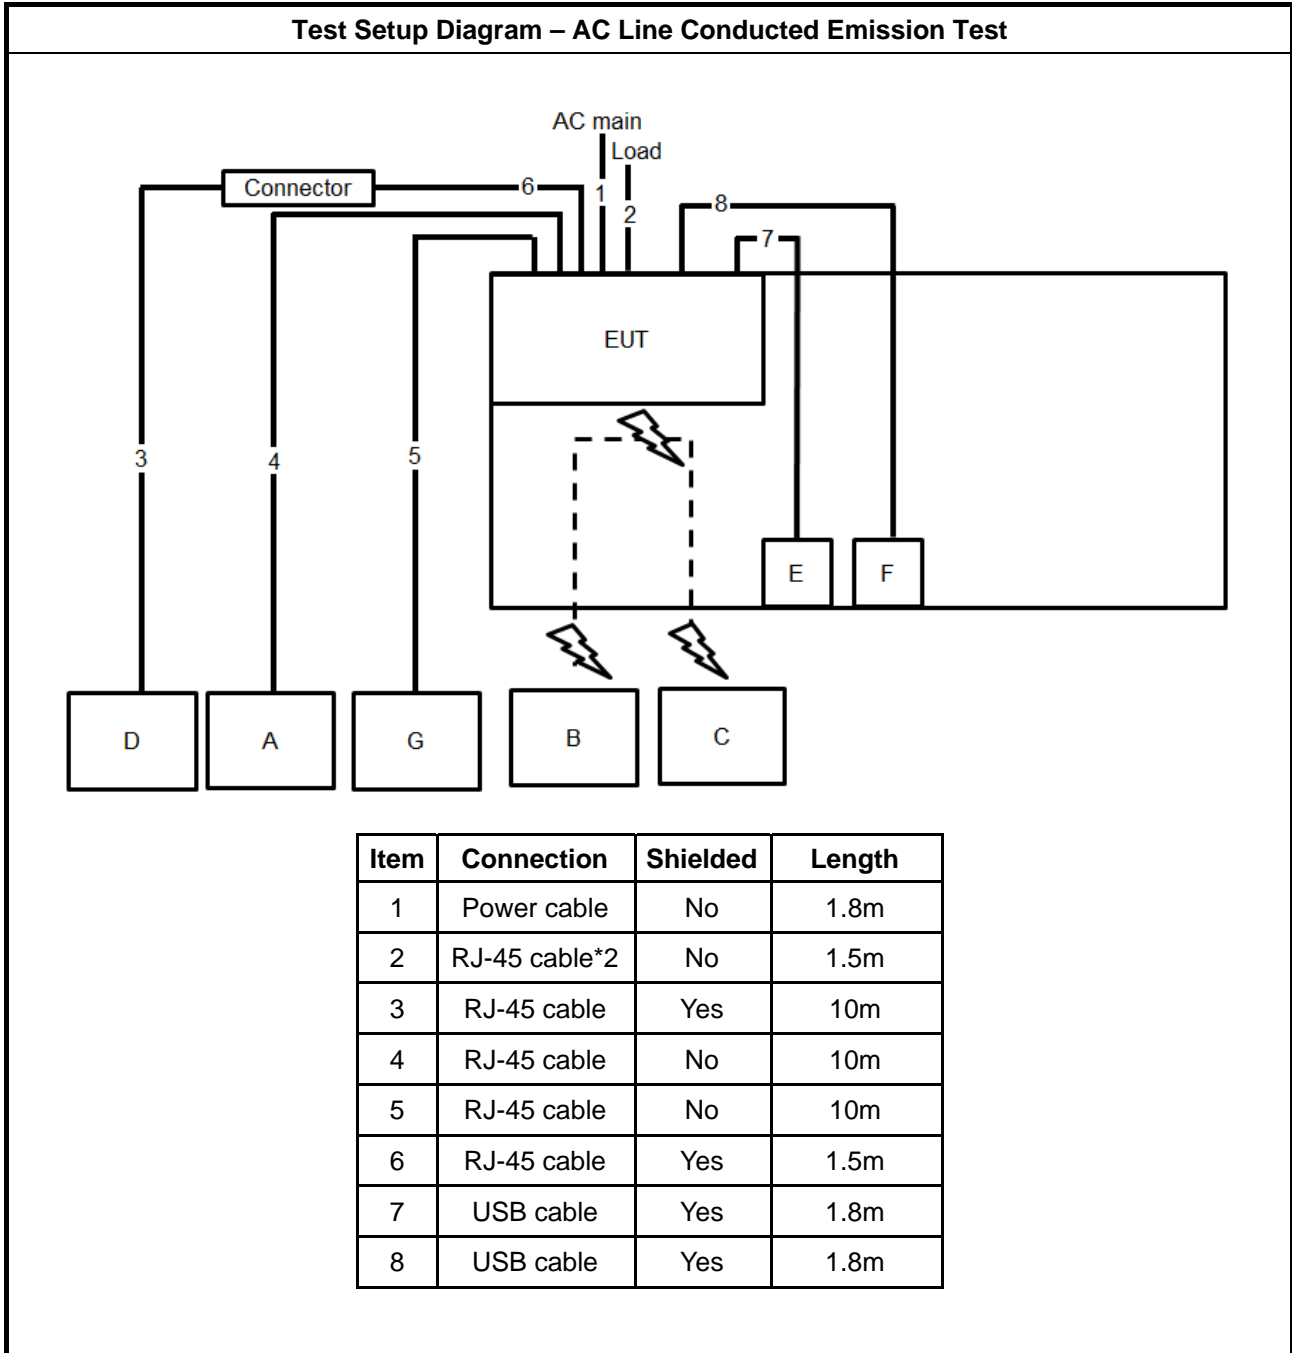 Test Setup Diagram – AC Line Conducted Emission Test
AC main
Load
Connector
6
1
2
8
7
EUT
3
4
5
E
F
D
A
G
B
C
Item Connection Shielded Length
1 Power cable No 1.8m
2 RJ-45 cable*2 No 1.5m
3 RJ-45 cable Yes 10m
4 RJ-45 cable No 10m
5 RJ-45 cable No 10m
6 RJ-45 cable Yes 1.5m
7 USB cable Yes 1.8m
8 USB cable Yes 1.8m